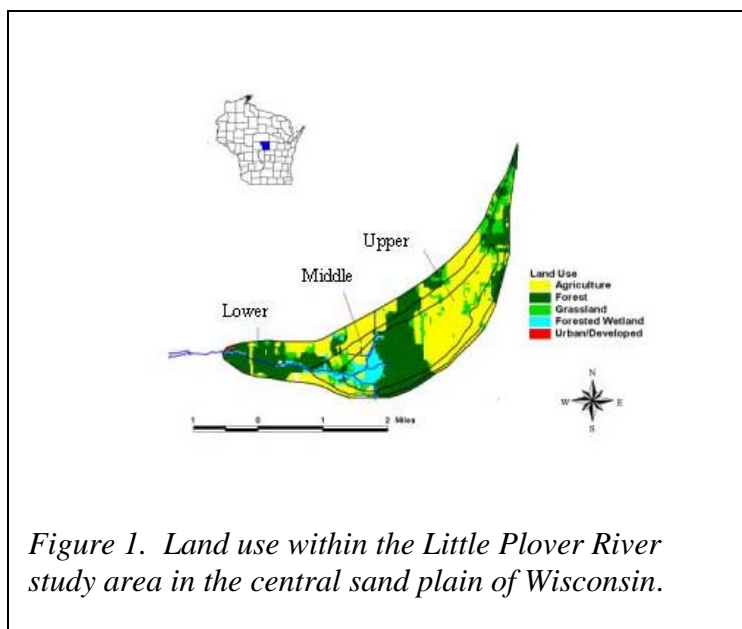 Upper
Middle
Lower
Land Use
Agriculture
Forest
Grassland
Forested Wetland
Urban/Developed
N
W E
S
1 0 1 2 Miles
Figure 1. Land use within the Little Plover River
study area in the central sand plain of Wisconsin.